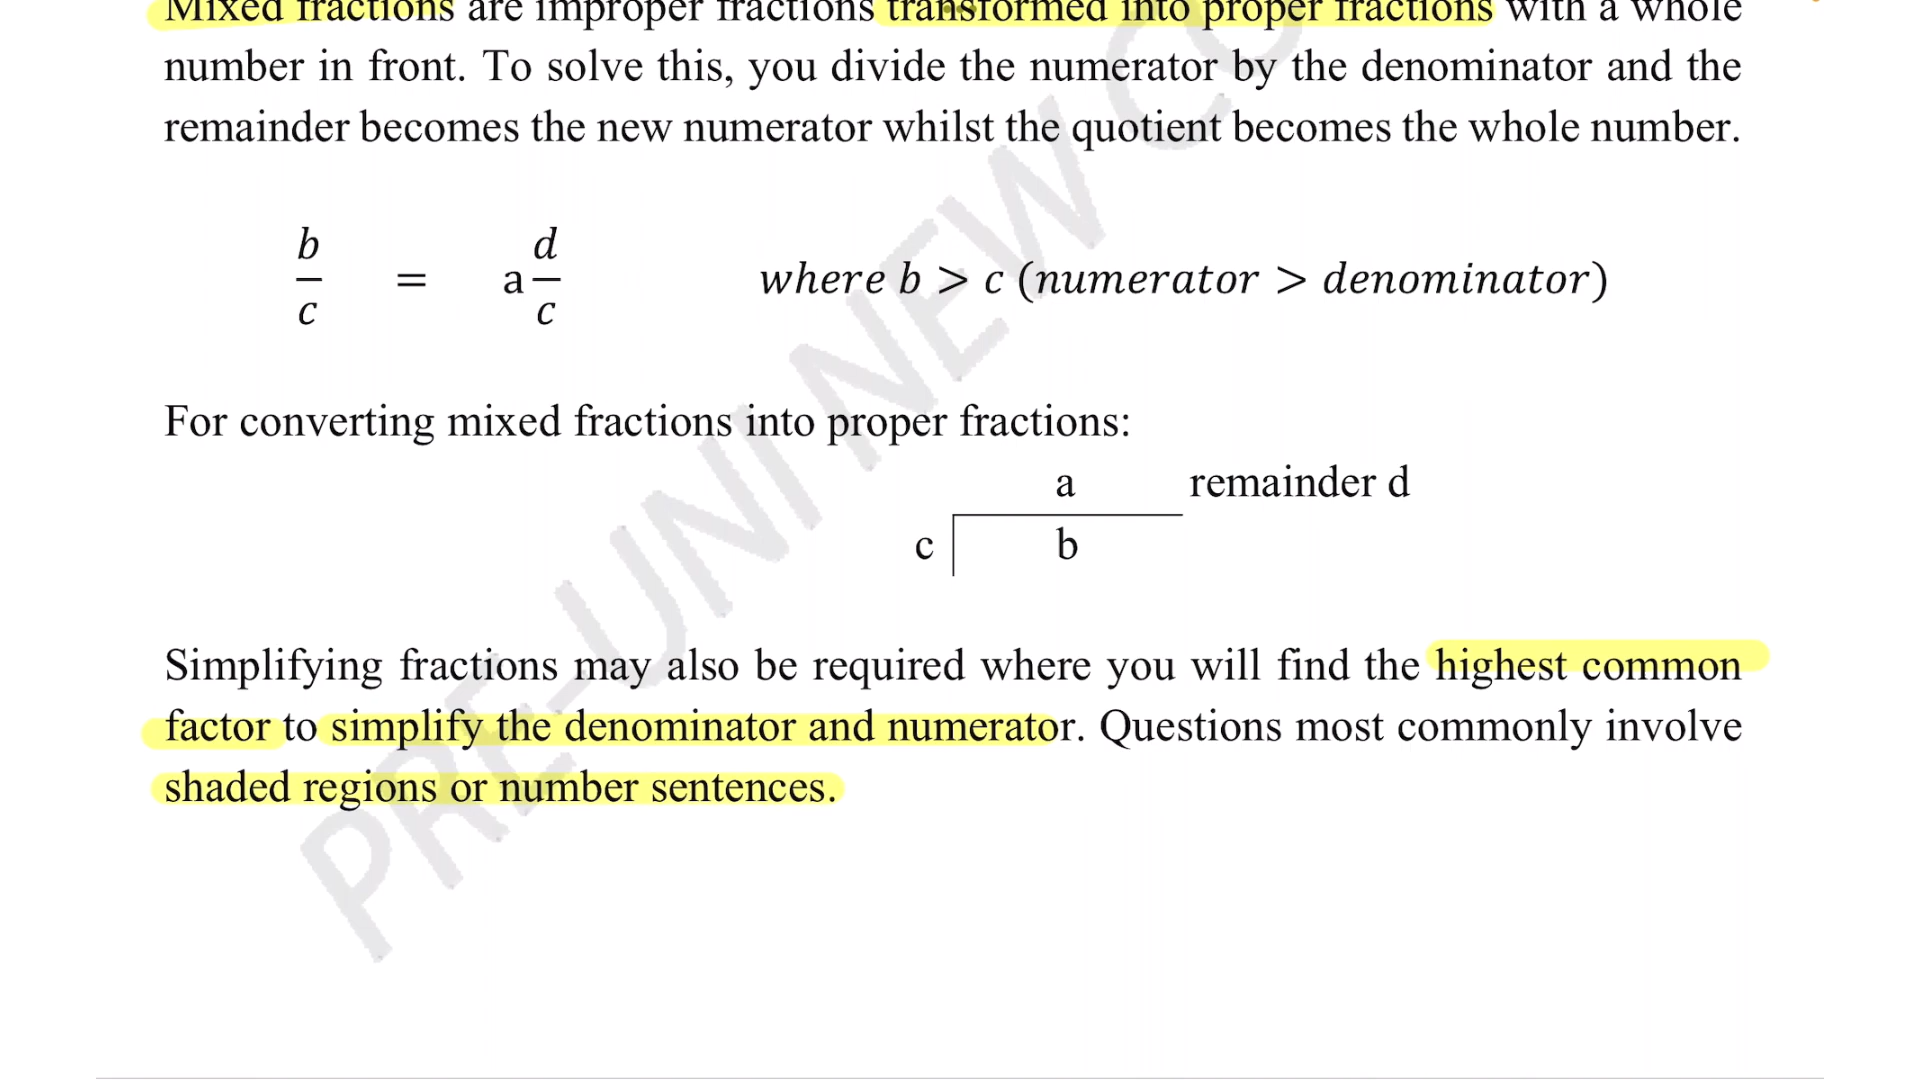 Mixed fractions are improper fractions transformed into proper fractions with a whole
number in front. To solve this, you divide the numerator by the denominator and the
remainder becomes the new numerator whilst the quotient becomes the whole number.
b/c = a d/c where b > c (numerator > denominator)
For converting mixed fractions into proper fractions:
a remainder d
c b
Simplifying fractions may also be required where you will find the highest common
factor to simplify the denominator and numerator. Questions most commonly involve
shaded regions or number sentences.
PRE-UNI NEW CO